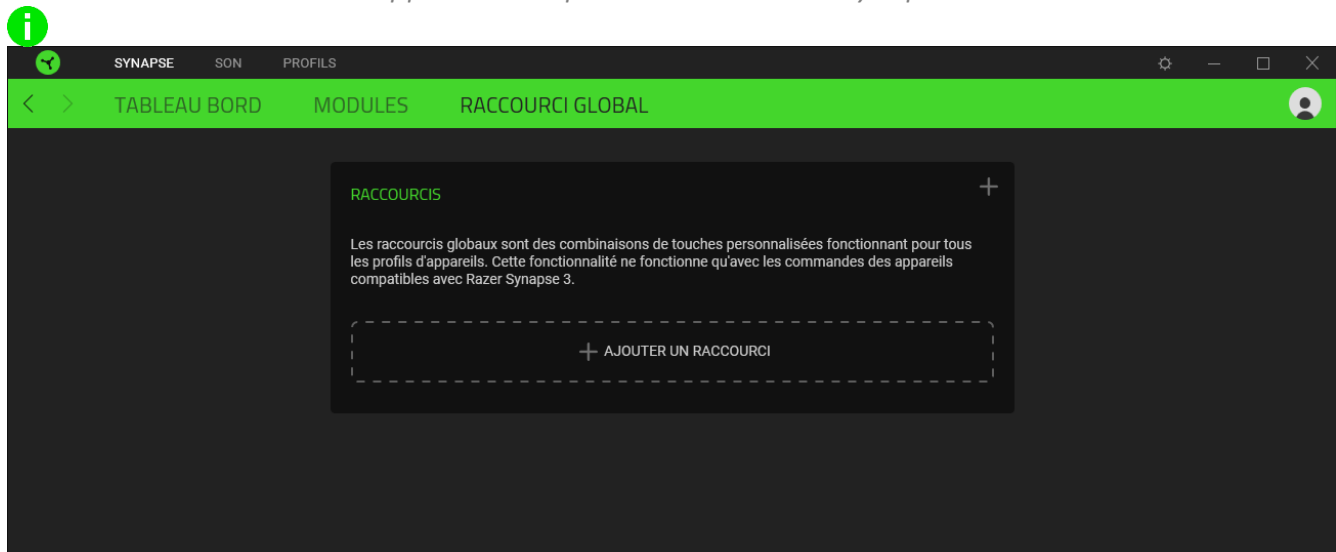 SYNAPSE SON PROFILS
TABLEAU BORD MODULES RACCOURCI GLOBAL
RACCOURCIS
Les raccourcis globaux sont des combinaisons de touches personnalisées fonctionnant pour tous
les profils d'appareils. Cette fonctionnalité ne fonctionne qu'avec les commandes des appareils
compatibles avec Razer Synapse 3.
AJOUTER UN RACCOURCI